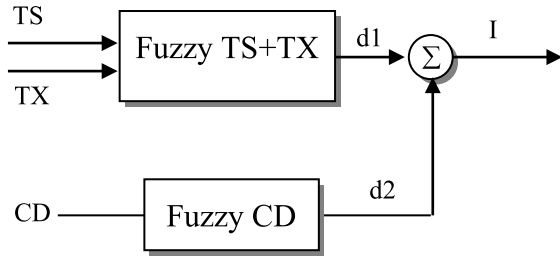 TS
Fuzzy TS+TX
d1
Σ
I
TX
CD
Fuzzy CD
d2